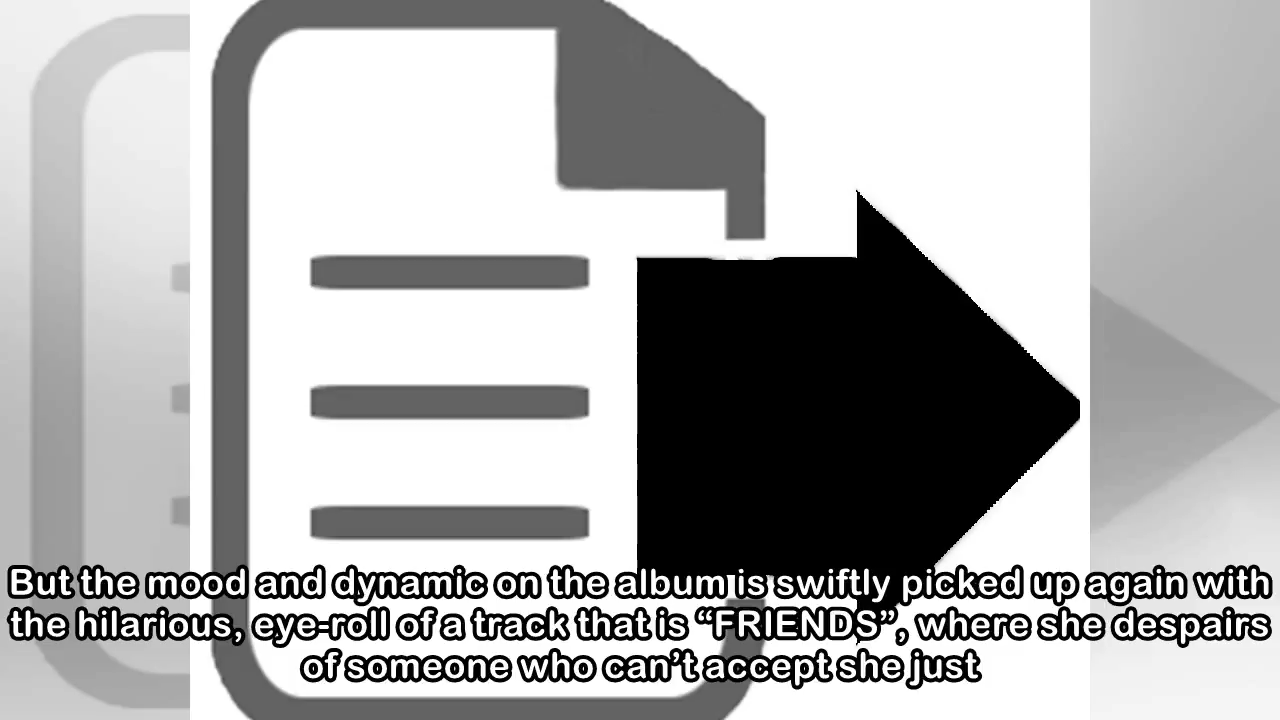 But the mood and dynamic on the album is swiftly picked up again with
the hilarious, eye-roll of a track that is “FRIENDS”, where she despairs
of someone who can’t accept she just